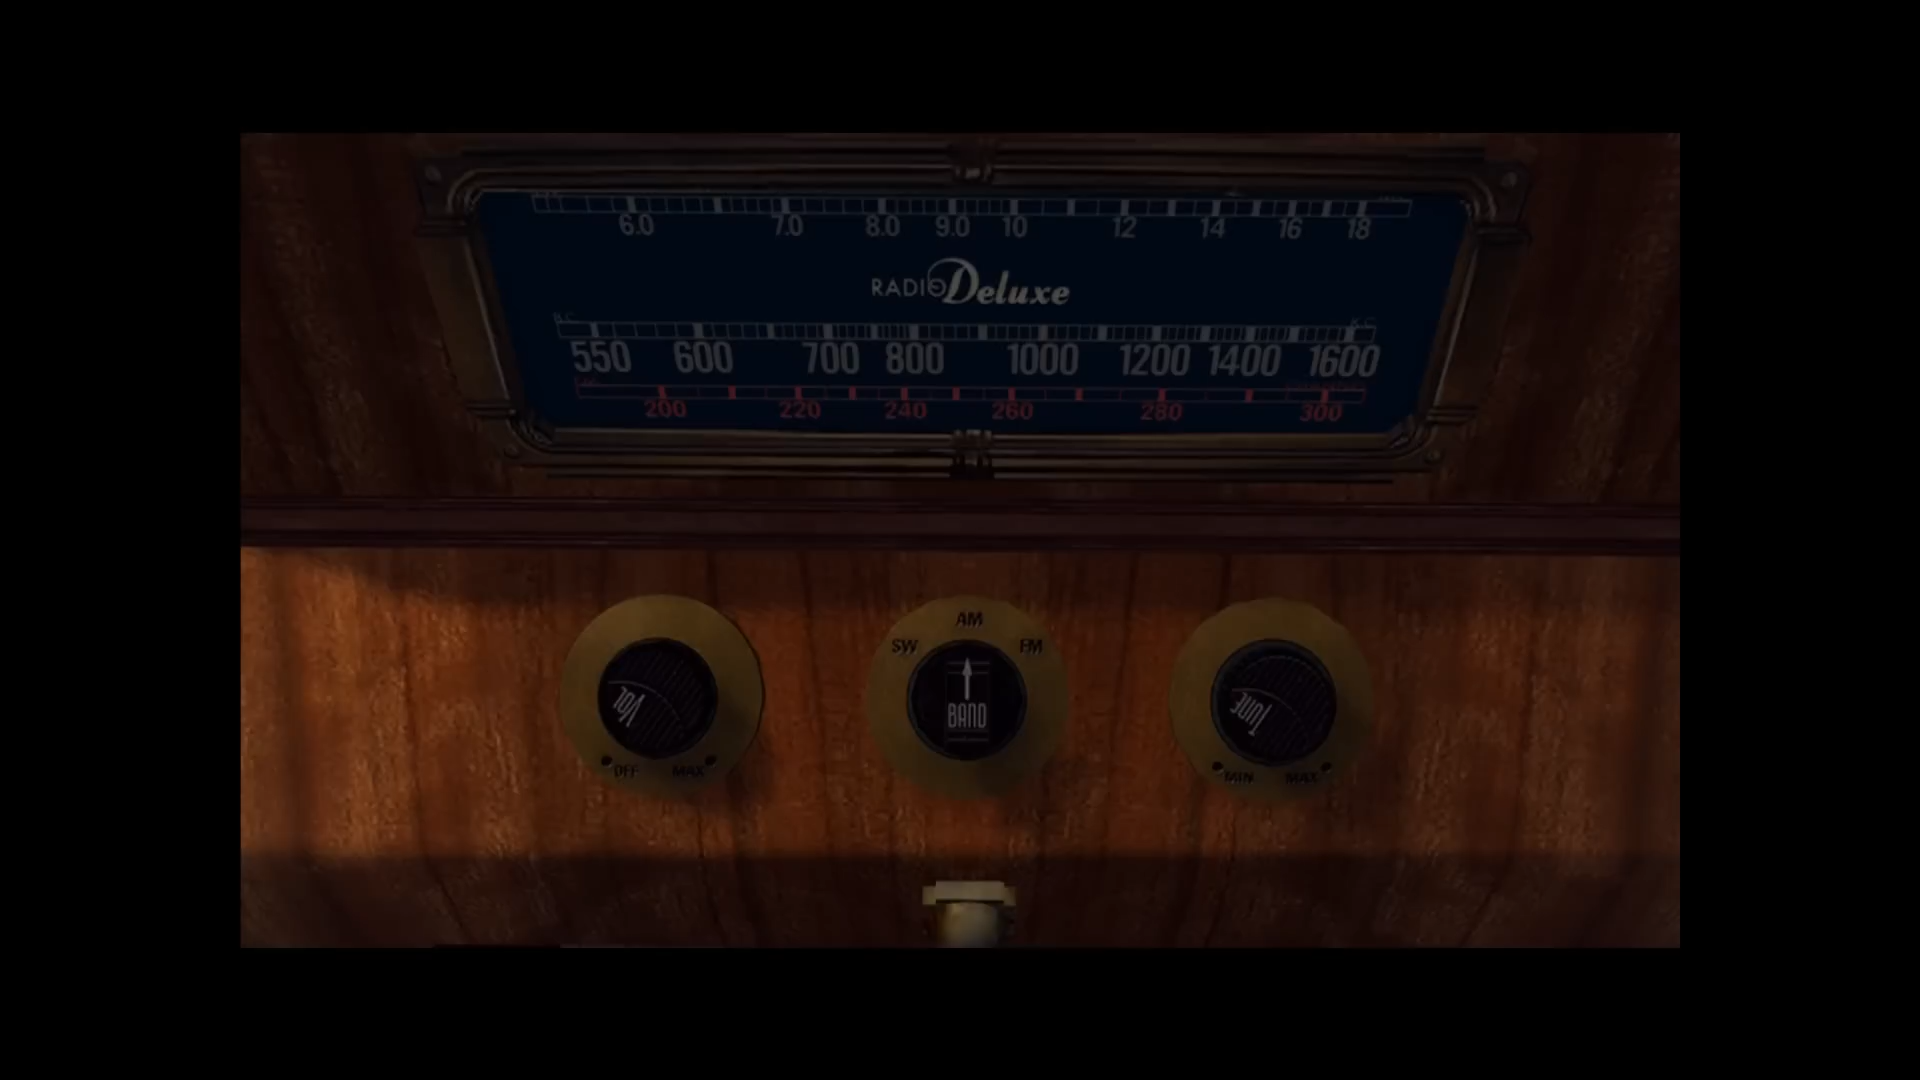 6.0 7.0 8.0 9.0 10 12 14 16 18
RADIO Deluxe
550 600 700 800 1000 1200 1400 1600
200 220 240 260 280 300
AM
SW FM
VOL
BAND
TUNE
OFF MAX
MIN MAX